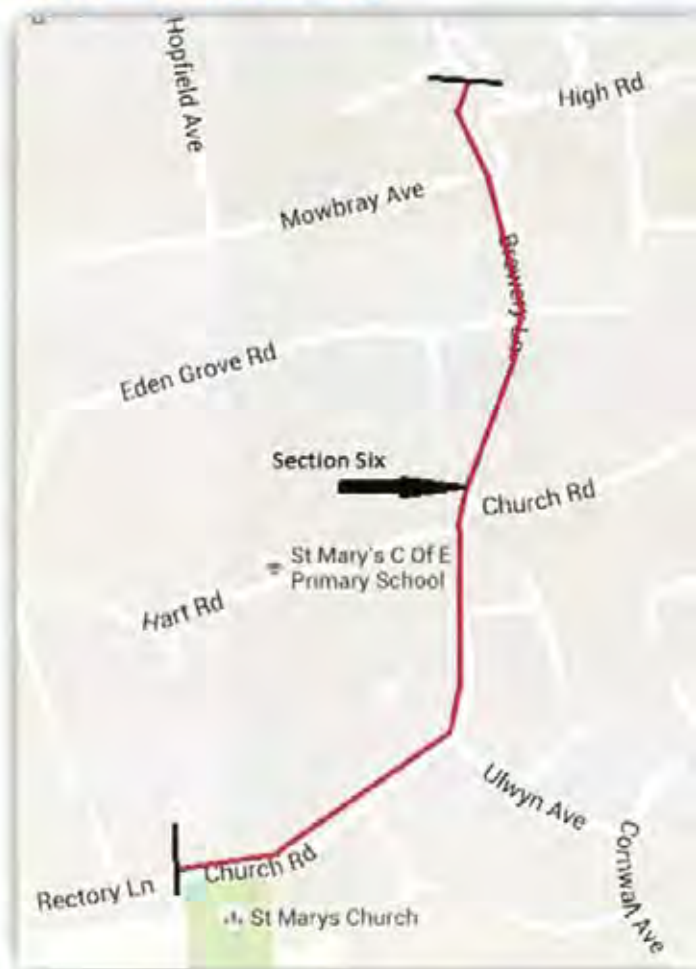 Hopfield Ave
High Rd
Mowbray Ave
Brewery Ln
Eden Grove Rd
Section Six
Church Rd
St Mary's C Of E
Primary School
Hart Rd
Ulwyn Ave
Cornwall Ave
Church Rd
Rectory Ln
St Marys Church